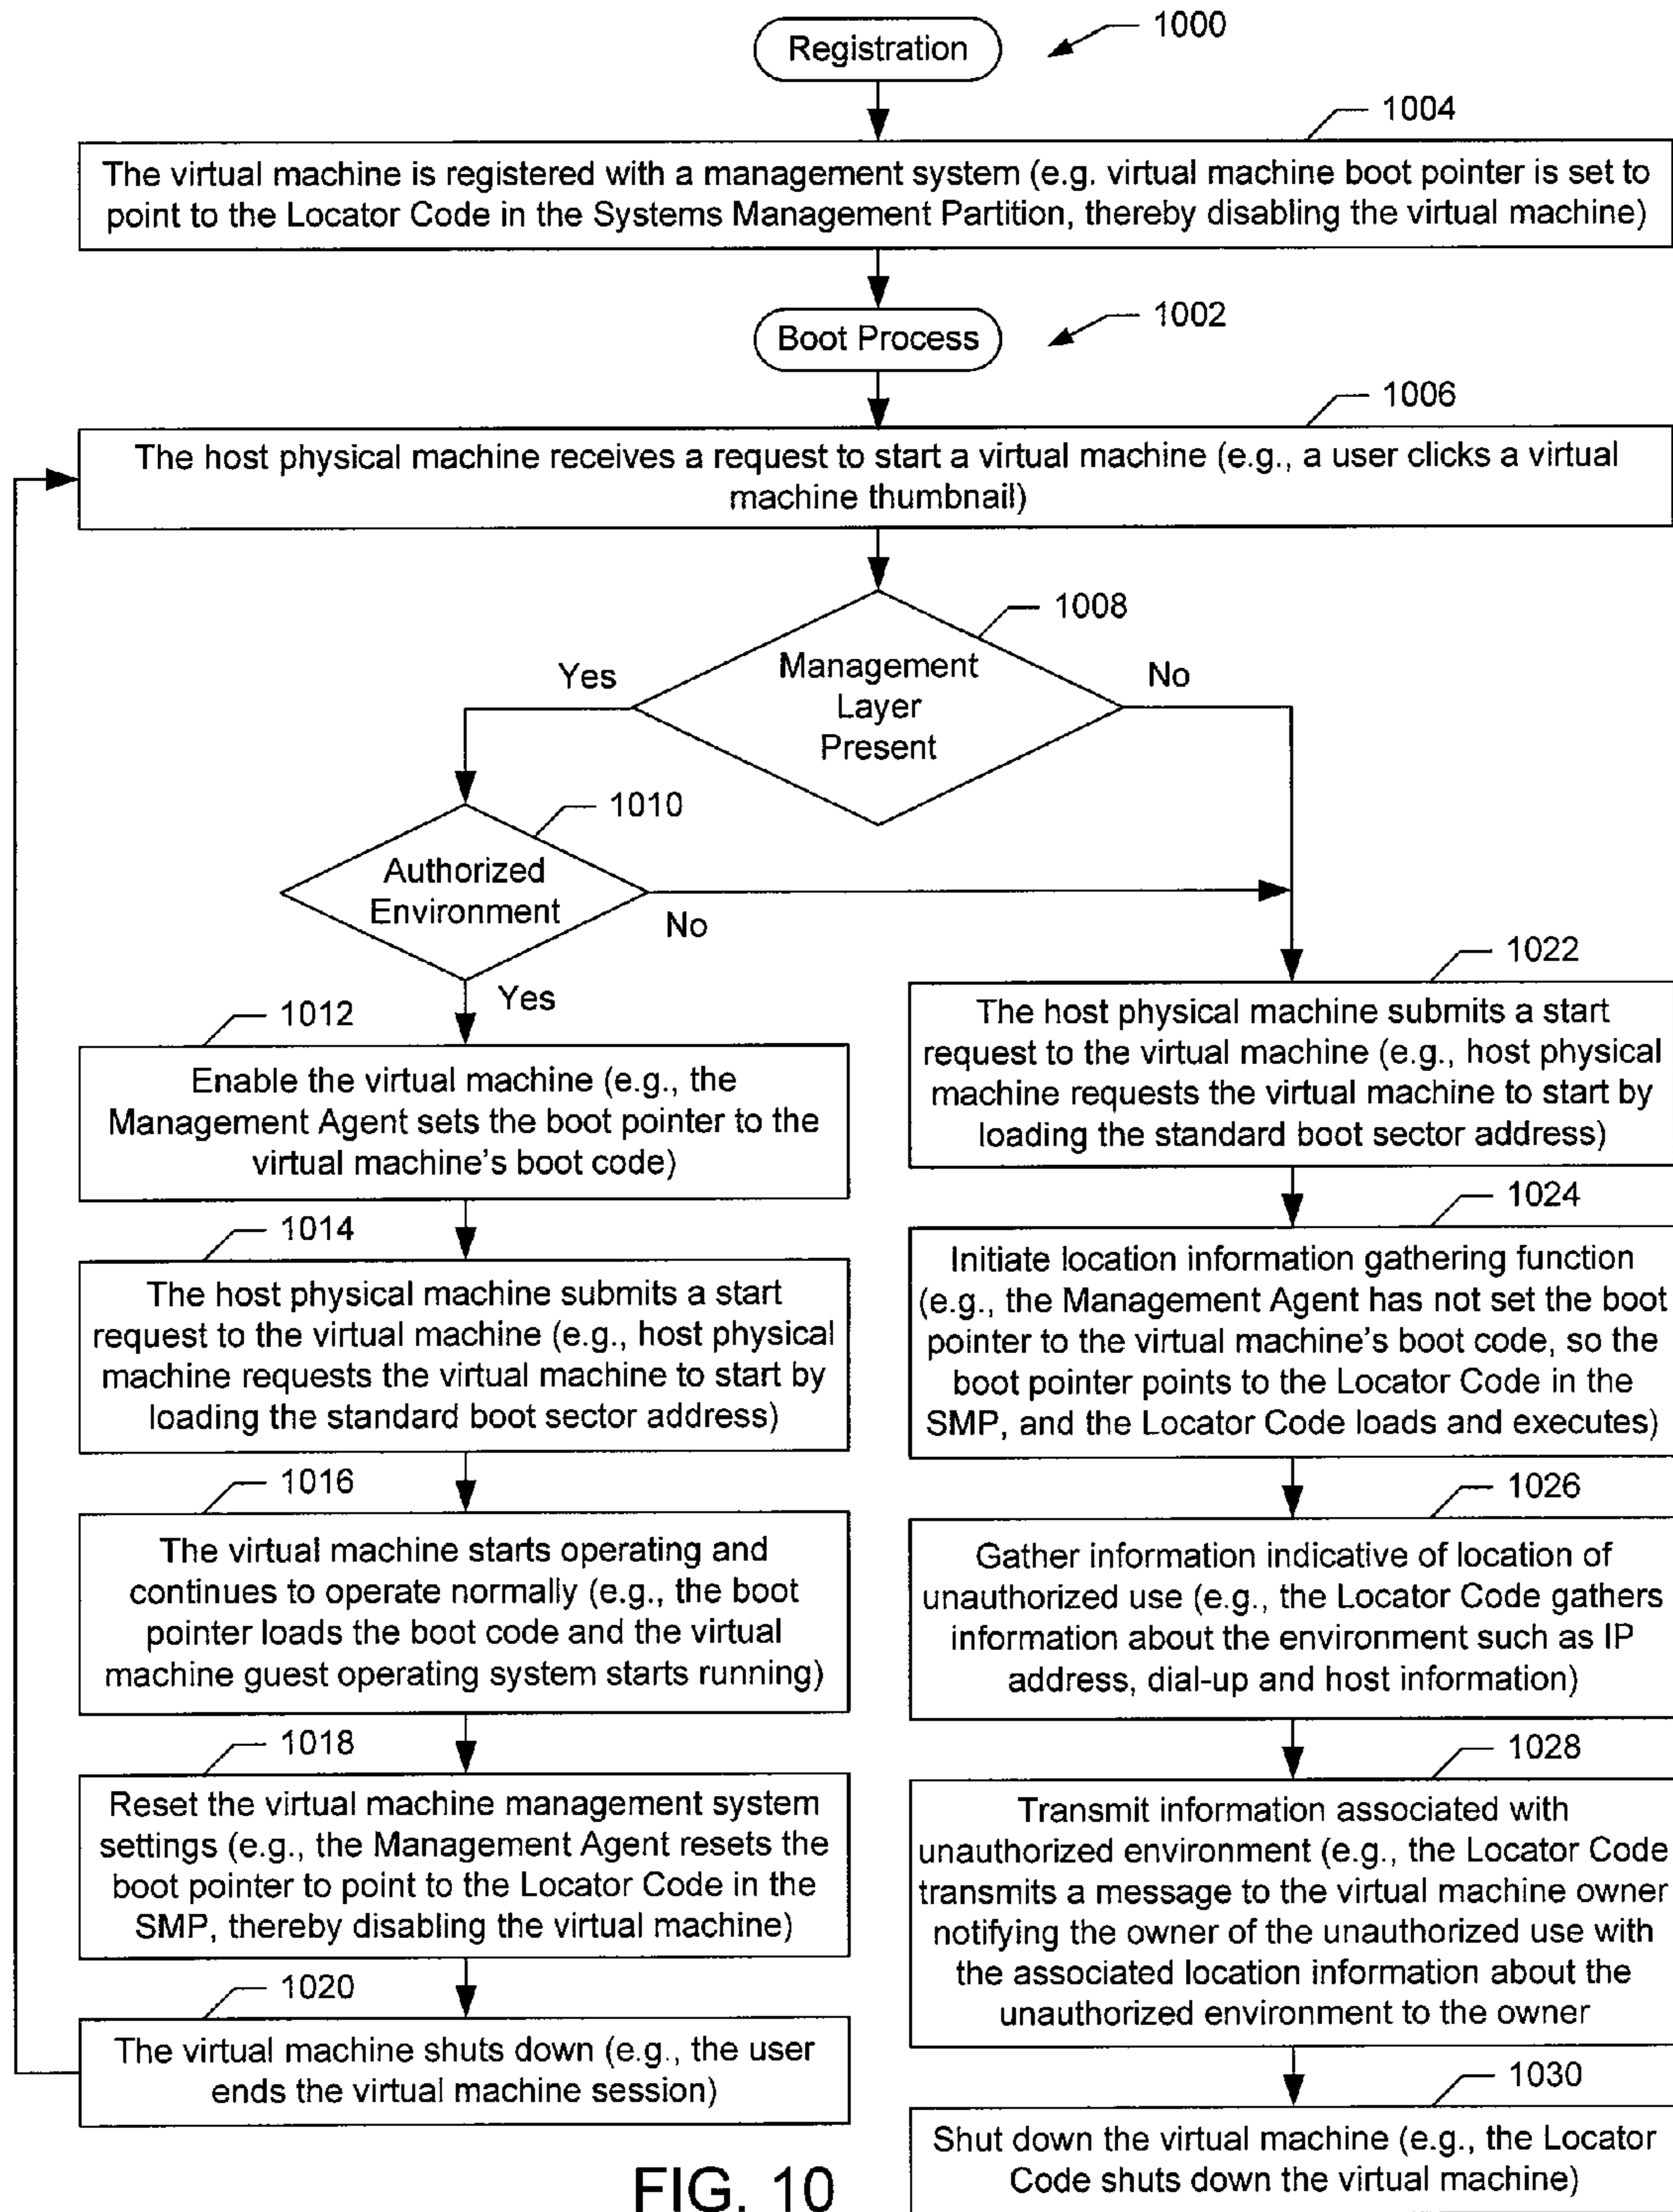 Registration
1000
1004
The virtual machine is registered with a management system (e.g. virtual machine boot pointer is set to
point to the Locator Code in the Systems Management Partition, thereby disabling the virtual machine)
Boot Process
1002
1006
The host physical machine receives a request to start a virtual machine (e.g., a user clicks a virtual
machine thumbnail)
1008
Management
Layer
Present
Yes
No
1010
Authorized
Environment
No
Yes
1012
Enable the virtual machine (e.g., the
Management Agent sets the boot pointer to the
virtual machine's boot code)
1014
The host physical machine submits a start
request to the virtual machine (e.g., host physical
machine requests the virtual machine to start by
loading the standard boot sector address)
1016
The virtual machine starts operating and
continues to operate normally (e.g., the boot
pointer loads the boot code and the virtual
machine guest operating system starts running)
1018
Reset the virtual machine management system
settings (e.g., the Management Agent resets the
boot pointer to point to the Locator Code in the
SMP, thereby disabling the virtual machine)
1020
The virtual machine shuts down (e.g., the user
ends the virtual machine session)
1022
The host physical machine submits a start
request to the virtual machine (e.g., host physical
machine requests the virtual machine to start by
loading the standard boot sector address)
1024
Initiate location information gathering function
(e.g., the Management Agent has not set the boot
pointer to the virtual machine's boot code, so the
boot pointer points to the Locator Code in the
SMP, and the Locator Code loads and executes)
1026
Gather information indicative of location of
unauthorized use (e.g., the Locator Code gathers
information about the environment such as IP
address, dial-up and host information)
1028
Transmit information associated with
unauthorized environment (e.g., the Locator Code
transmits a message to the virtual machine owner
notifying the owner of the unauthorized use with
the associated location information about the
unauthorized environment to the owner
1030
Shut down the virtual machine (e.g., the Locator
Code shuts down the virtual machine)
FIG. 10